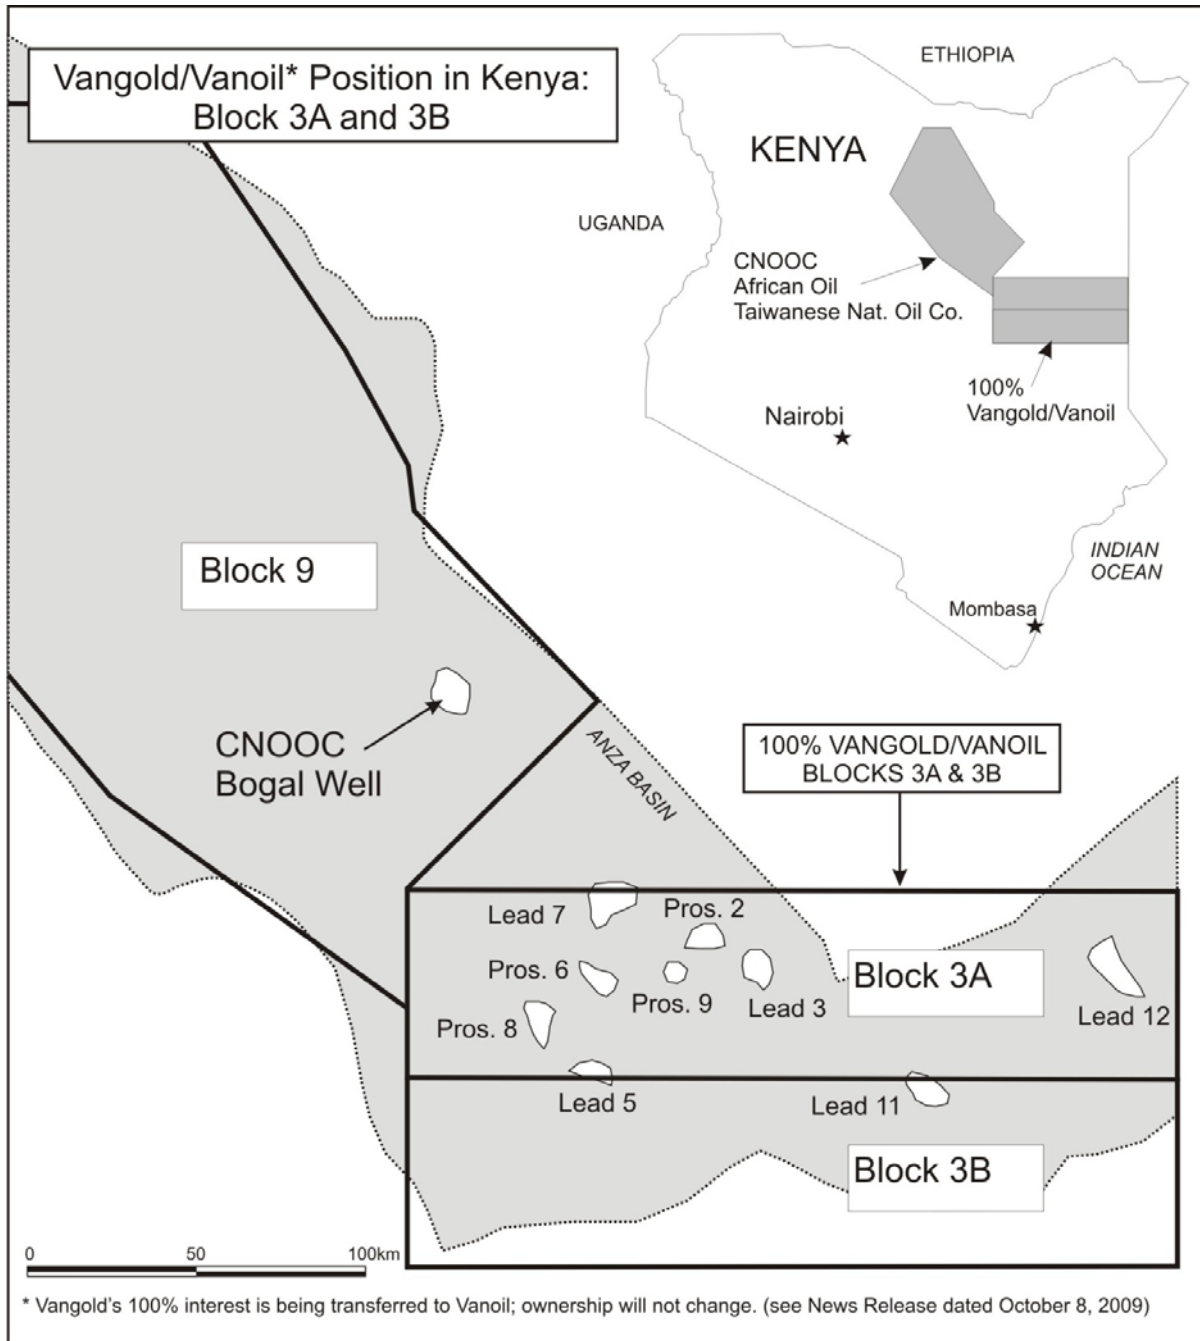 Vangold/Vanoil* Position in Kenya:
Block 3A and 3B
ETHIOPIA
KENYA
UGANDA
CNOOC
African Oil
Taiwanese Nat. Oil Co.
100%
Vangold/Vanoil
Nairobi
INDIAN
OCEAN
Mombasa
Block 9
CNOOC
Bogal Well
ANZA BASIN
100% VANGOLD/VANOIL
BLOCKS 3A & 3B
Lead 7
Pros. 2
Pros. 6
Pros. 9
Lead 3
Block 3A
Lead 12
Pros. 8
Lead 5
Lead 11
Block 3B
0 50 100km
* Vangold's 100% interest is being transferred to Vanoil; ownership will not change. (see News Release dated October 8, 2009)